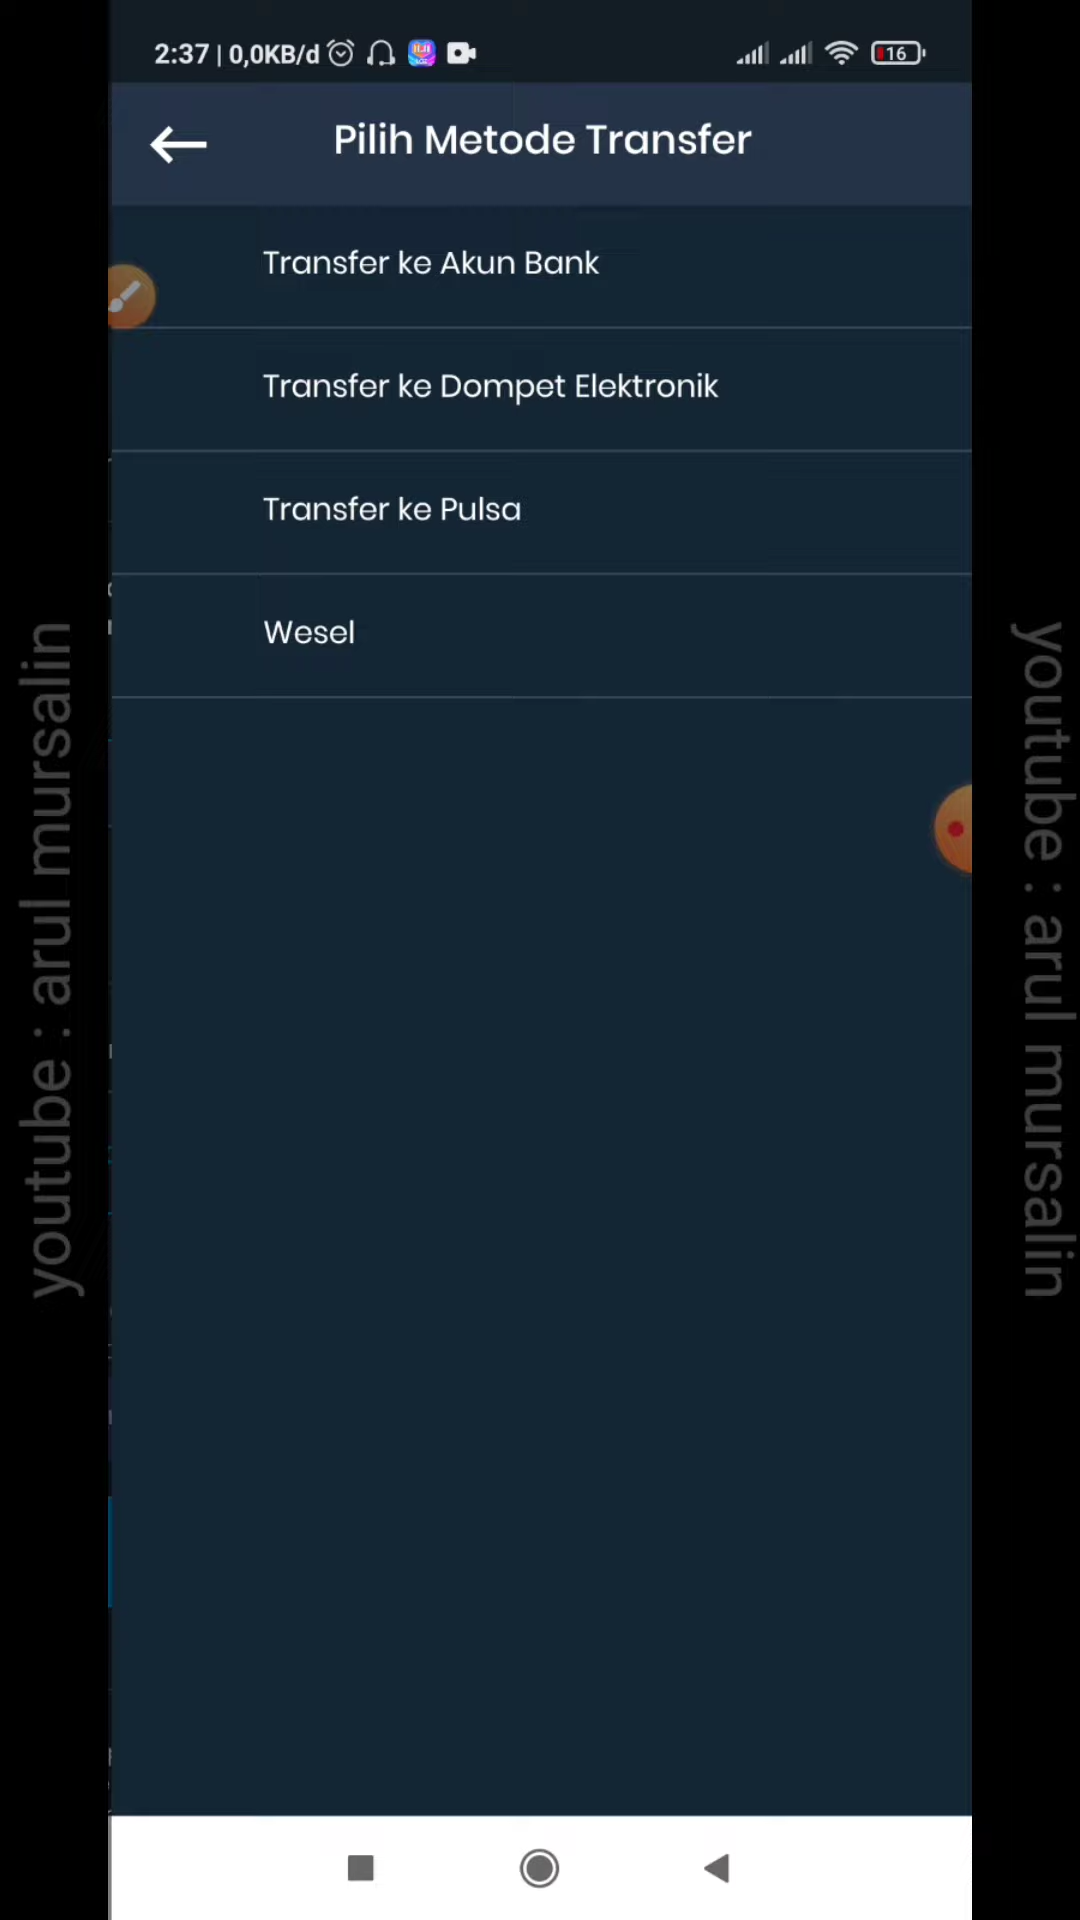 2:37 | 0,0KB/d
16
Pilih Metode Transfer
Transfer ke Akun Bank
Transfer ke Dompet Elektronik
Transfer ke Pulsa
Wesel
youtube : arul mursalin
youtube : arul mursalin